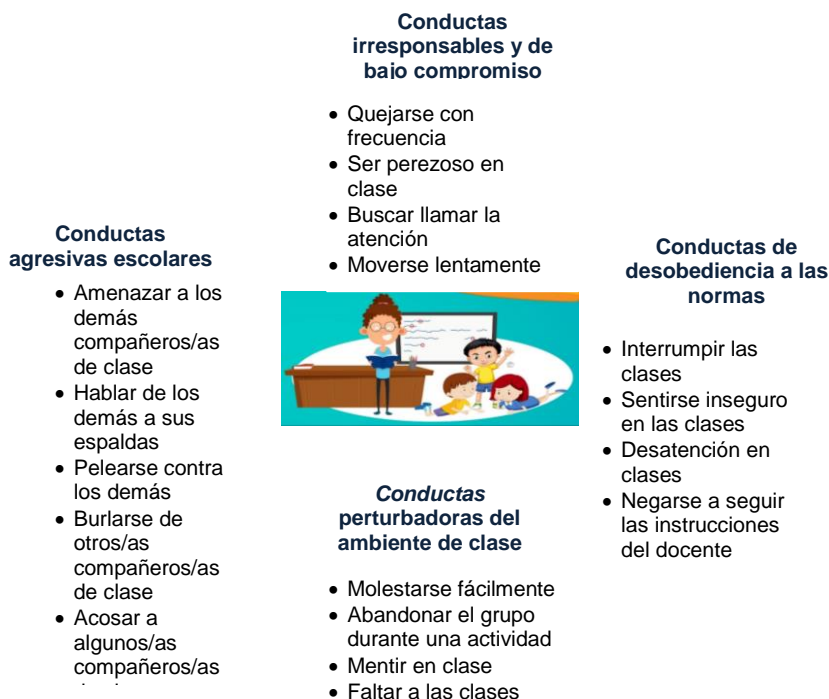 Conductas
irresponsables y de
bajo compromiso
• Quejarse con
frecuencia
• Ser perezoso en
clase
• Buscar llamar la
atención
• Moverse lentamente
Conductas
agresivas escolares
• Amenazar a los
demás
compañeros/as
de clase
• Hablar de los
demás a sus
espaldas
• Pelearse contra
los demás
• Burlarse de
otros/as
compañeros/as
de clase
• Acosar a
algunos/as
compañeros/as
Conductas de
desobediencia a las
normas
• Interrumpir las
clases
• Sentirse inseguro
en las clases
• Desatención en
clases
• Negarse a seguir
las instrucciones
del docente
Conductas
perturbadoras del
ambiente de clase
• Molestarse fácilmente
• Abandonar el grupo
durante una actividad
• Mentir en clase
• Faltar a las clases